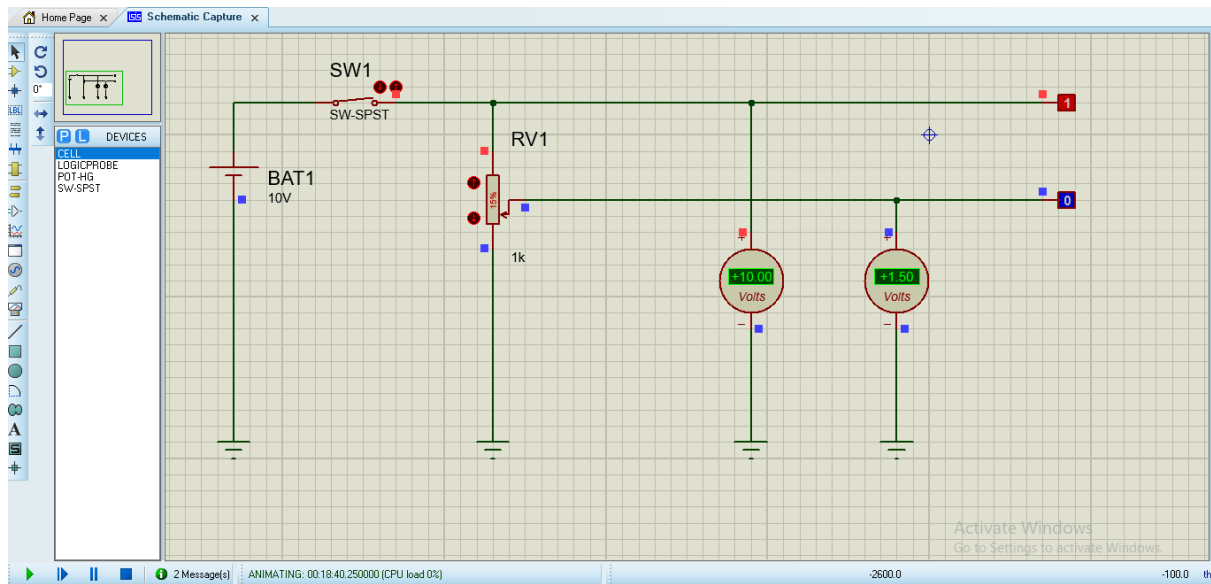 Home Page
Schematic Capture
0°
LBL
P L DEVICES
CELL
LOGICPROBE
POT-HG
SW-SPST
A
S
SW1
SW-SPST
BAT1
10V
RV1
15%
1k
1
0
+
+10.00
Volts
−
+
+1.50
Volts
−
Activate Windows
Go to Settings to activate Windows.
2 Message(s)
ANIMATING: 00:18:40.250000 (CPU load 0%)
-2600.0
-100.0
th